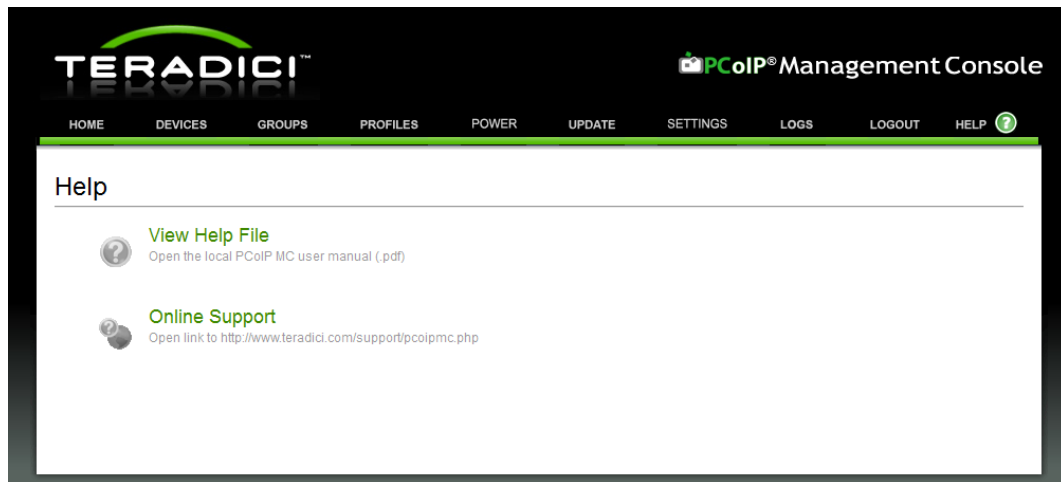 TERADICI™
PCoIP® Management Console
HOME DEVICES GROUPS PROFILES POWER UPDATE SETTINGS LOGS LOGOUT HELP ?
Help
? View Help File
Open the local PCoIP MC user manual (.pdf)
? Online Support
Open link to http://www.teradici.com/support/pcoipmc.php